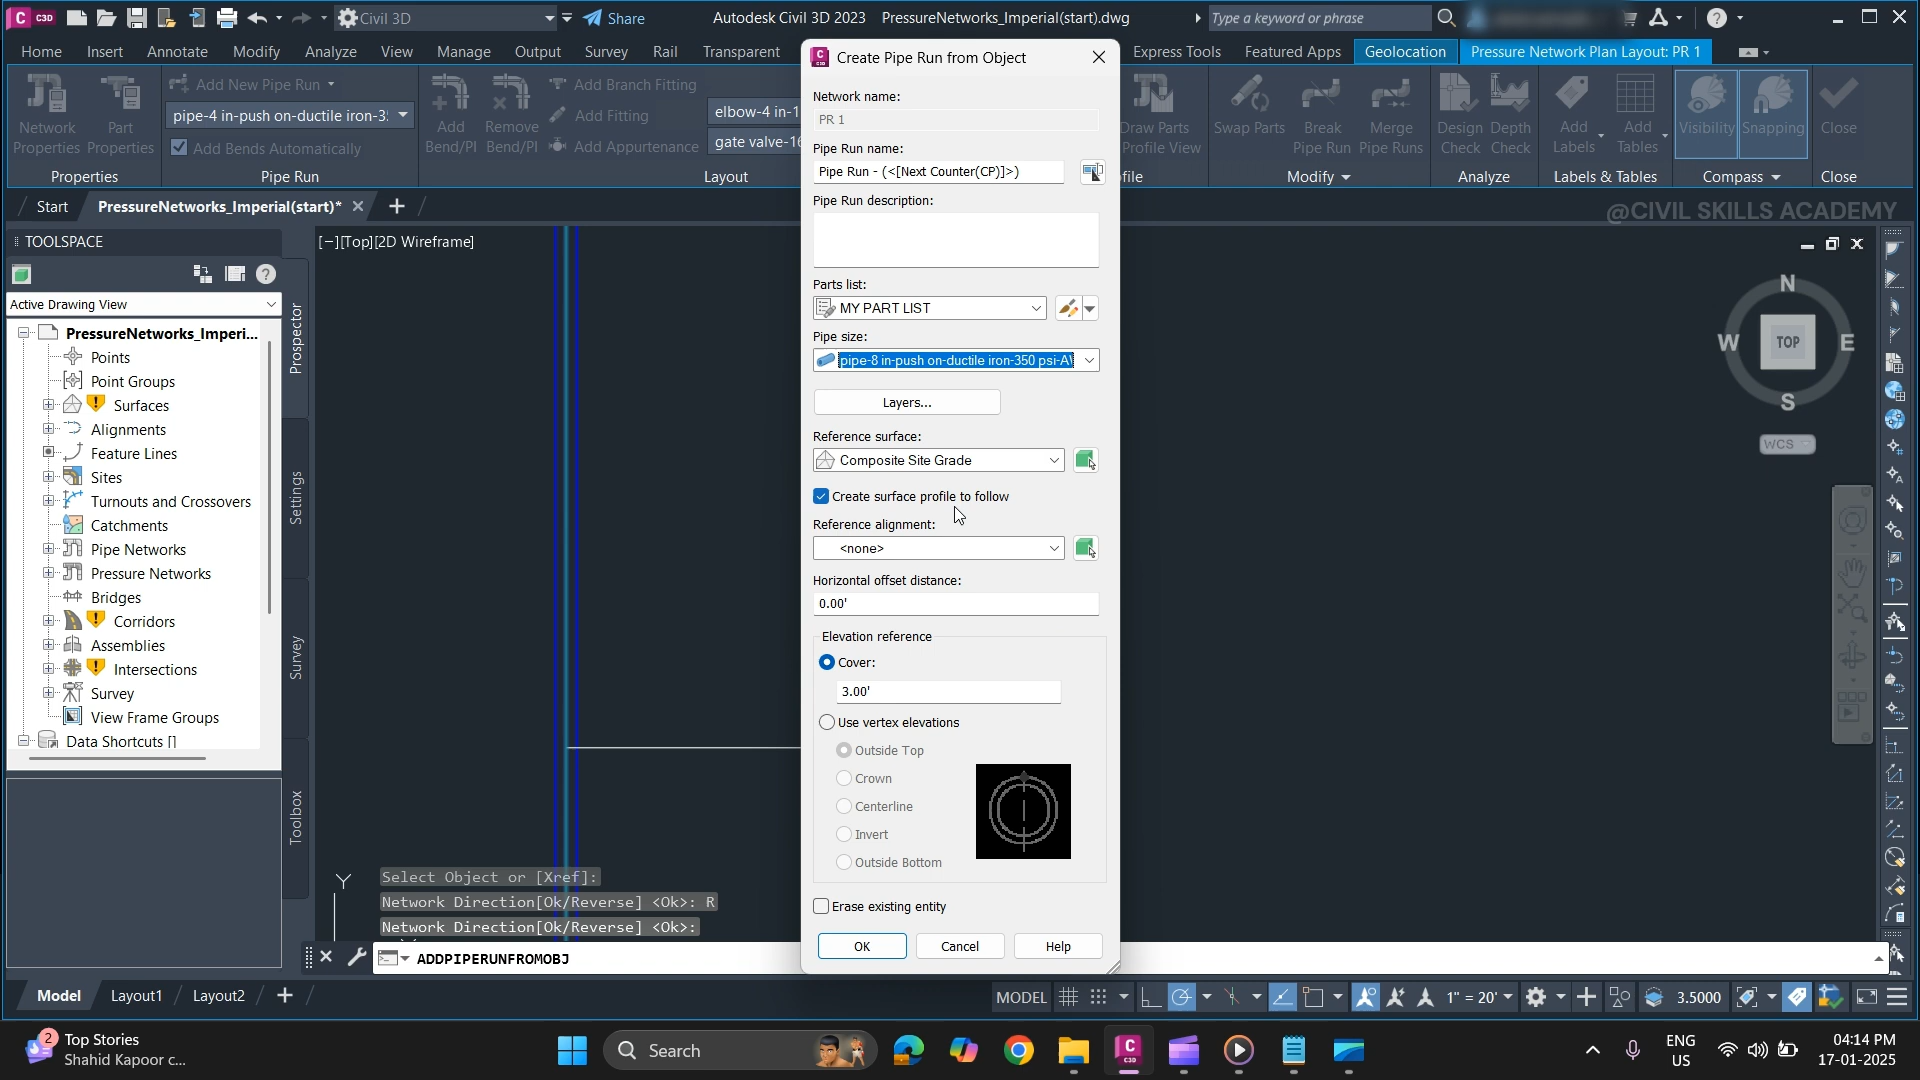 C3D
Civil 3D
Share
Autodesk Civil 3D 2023 PressureNetworks_Imperial(start).dwg
Type a keyword or phrase
Home
Insert
Annotate
Modify
Analyze
View
Manage
Output
Survey
Rail
Transparent
Express Tools
Featured Apps
Geolocation
Pressure Network Plan Layout: PR 1
Network Properties
Part Properties
Properties
Add New Pipe Run
pipe-4 in-push on-ductile iron-3
Add Bends Automatically
Pipe Run
Add Bend/PI
Remove Bend/PI
Add Branch Fitting
Add Fitting
Add Appurtenance
elbow-4 in-1
gate valve-16
Layout
Draw Parts
Profile View
file
Swap Parts
Break Pipe Run
Merge Pipe Runs
Modify
Design Check
Depth Check
Analyze
Add Labels
Add Tables
Labels & Tables
Visibility
Snapping
Compass
Close
Close
Start
PressureNetworks_Imperial(start)*
@CIVIL SKILLS ACADEMY
TOOLSPACE
Active Drawing View
PressureNetworks_Imperi...
Points
Point Groups
Surfaces
Alignments
Feature Lines
Sites
Turnouts and Crossovers
Catchments
Pipe Networks
Pressure Networks
Bridges
Corridors
Assemblies
Intersections
Survey
View Frame Groups
Data Shortcuts []
Prospector
Settings
Survey
Toolbox
[−][Top][2D Wireframe]
Create Pipe Run from Object
Network name:
PR 1
Pipe Run name:
Pipe Run - (<[Next Counter(CP)]>)
Pipe Run description:
Parts list:
MY PART LIST
Pipe size:
pipe-8 in-push on-ductile iron-350 psi-A
Layers...
Reference surface:
Composite Site Grade
Create surface profile to follow
Reference alignment:
<none>
Horizontal offset distance:
0.00'
Elevation reference
Cover:
3.00'
Use vertex elevations
Outside Top
Crown
Centerline
Invert
Outside Bottom
Erase existing entity
OK
Cancel
Help
N
W
TOP
E
S
WCS
Y
Select Object or [Xref]:
Network Direction[Ok/Reverse] <Ok>: R
Network Direction[Ok/Reverse] <Ok>:
ADDPIPERUNFROMOBJ
Model
Layout1
Layout2
MODEL
1" = 20'
3.5000
2
Top Stories
Shahid Kapoor c...
Search
ENG
US
04:14 PM
17-01-2025